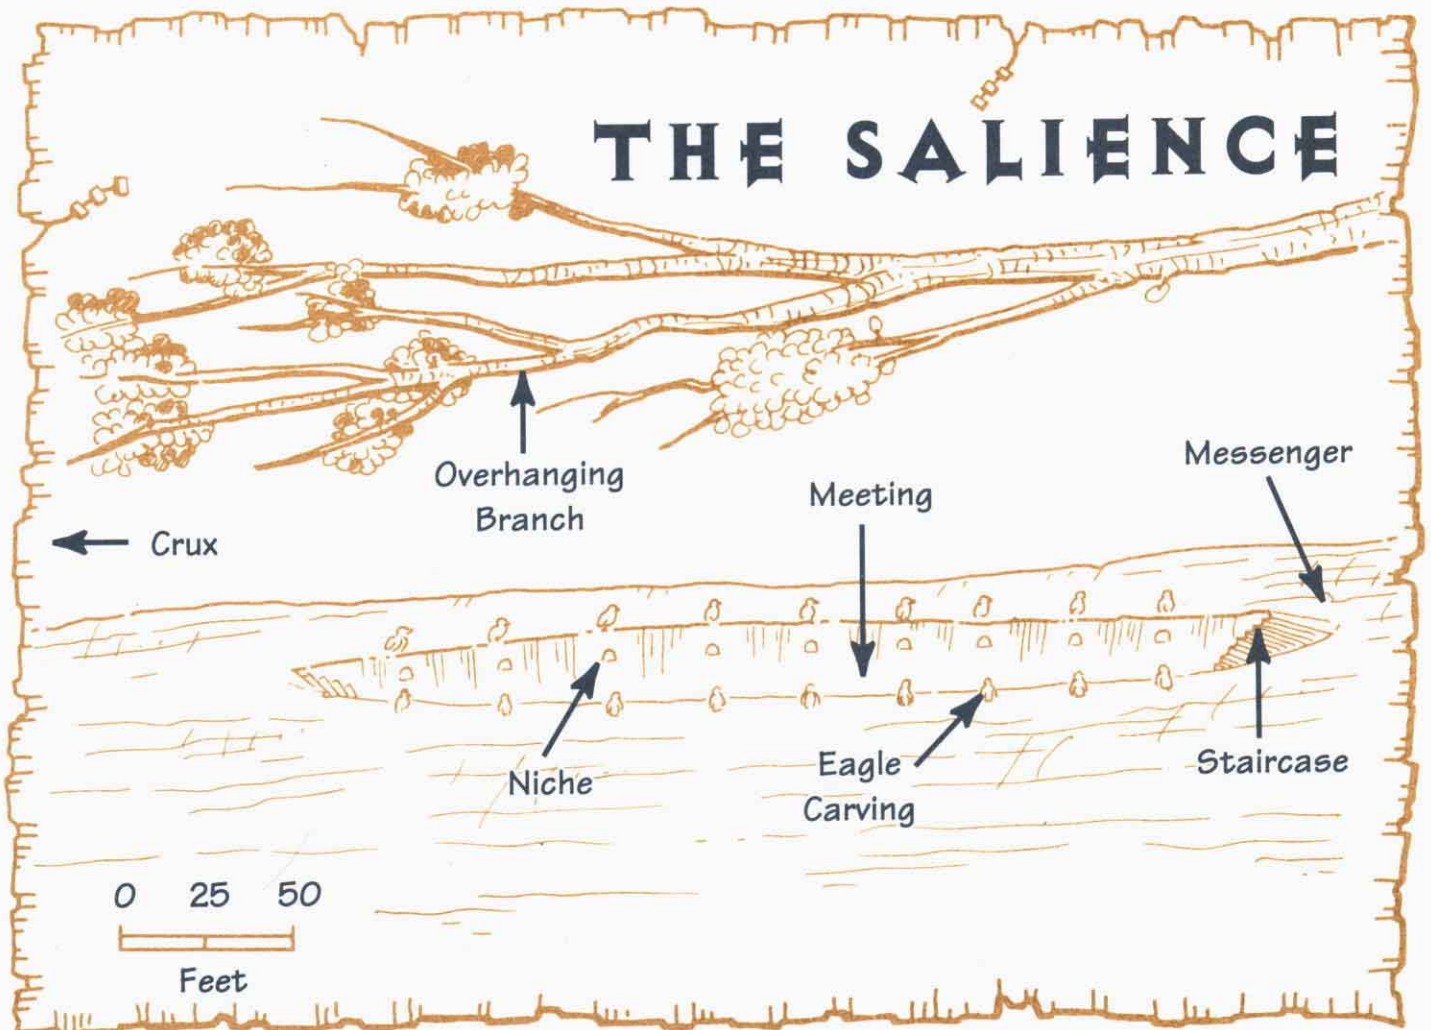 THE SALIENCE
Overhanging
Branch
Messenger
Meeting
Crux
Niche
Eagle
Carving
Staircase
0 25 50
Feet